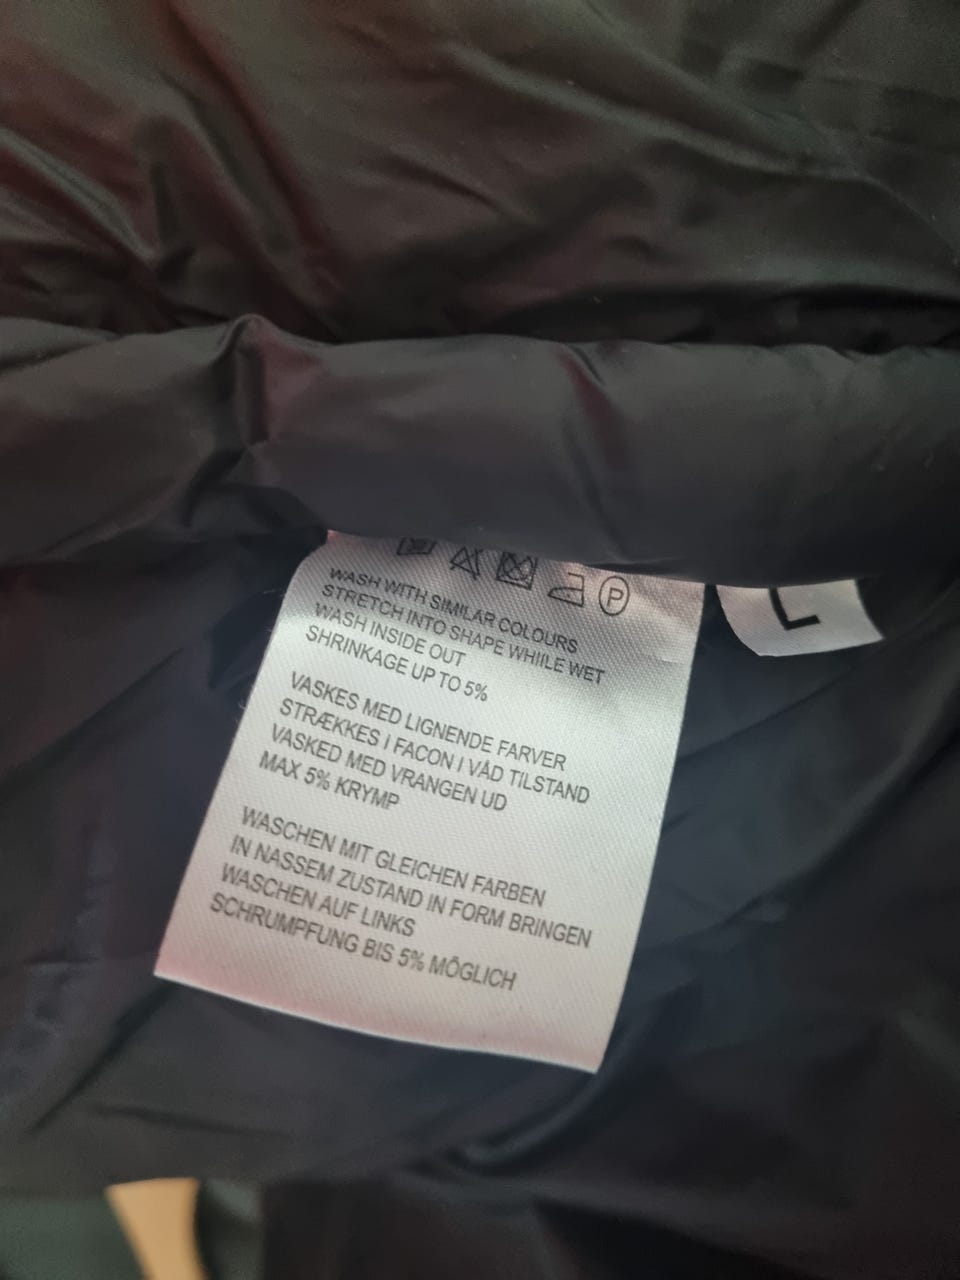 P
L
WASH WITH SIMILAR COLOURS
STRETCH INTO SHAPE WHIILE WET
WASH INSIDE OUT
SHRINKAGE UP TO 5%
VASKES MED LIGNENDE FARVER
STRÆKKES I FACON I VÅD TILSTAND
VASKED MED VRANGEN UD
MAX 5% KRYMP
WASCHEN MIT GLEICHEN FARBEN
IN NASSEM ZUSTAND IN FORM BRINGEN
WASCHEN AUF LINKS
SCHRUMPFUNG BIS 5% MÖGLICH